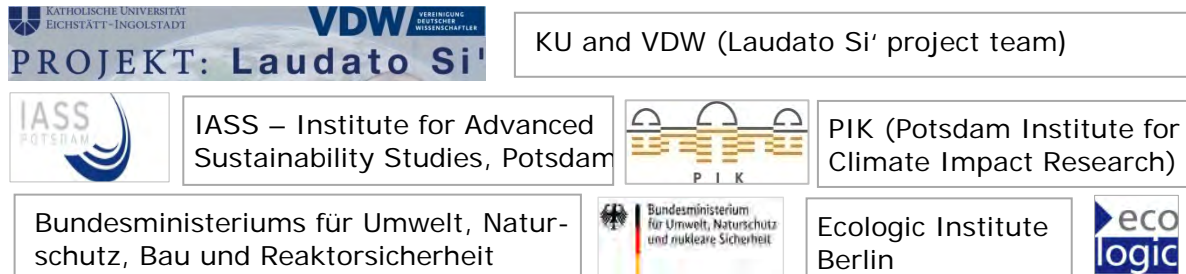 KATHOLISCHE UNIVERSITÄT
EICHSTÄTT-INGOLSTADT
VDW
VEREINIGUNG
DEUTSCHER
WISSENSCHAFTLER
PROJEKT: Laudato Si'
KU and VDW (Laudato Si' project team)
IASS
POTSDAM
IASS – Institute for Advanced
Sustainability Studies, Potsdam
PIK
PIK (Potsdam Institute for
Climate Impact Research)
Bundesministeriums für Umwelt, Natur-
schutz, Bau und Reaktorsicherheit
Bundesministerium
für Umwelt, Naturschutz
und nukleare Sicherheit
Ecologic Institute
Berlin
eco
logic